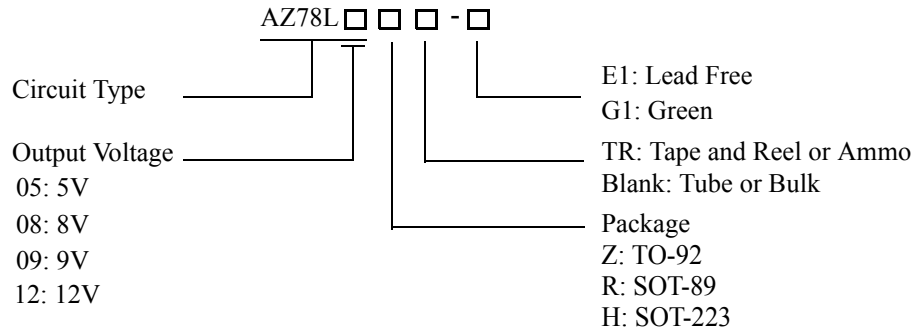 AZ78L -
Circuit Type
Output Voltage
05: 5V
08: 8V
09: 9V
12: 12V
E1: Lead Free
G1: Green
TR: Tape and Reel or Ammo
Blank: Tube or Bulk
Package
Z: TO-92
R: SOT-89
H: SOT-223